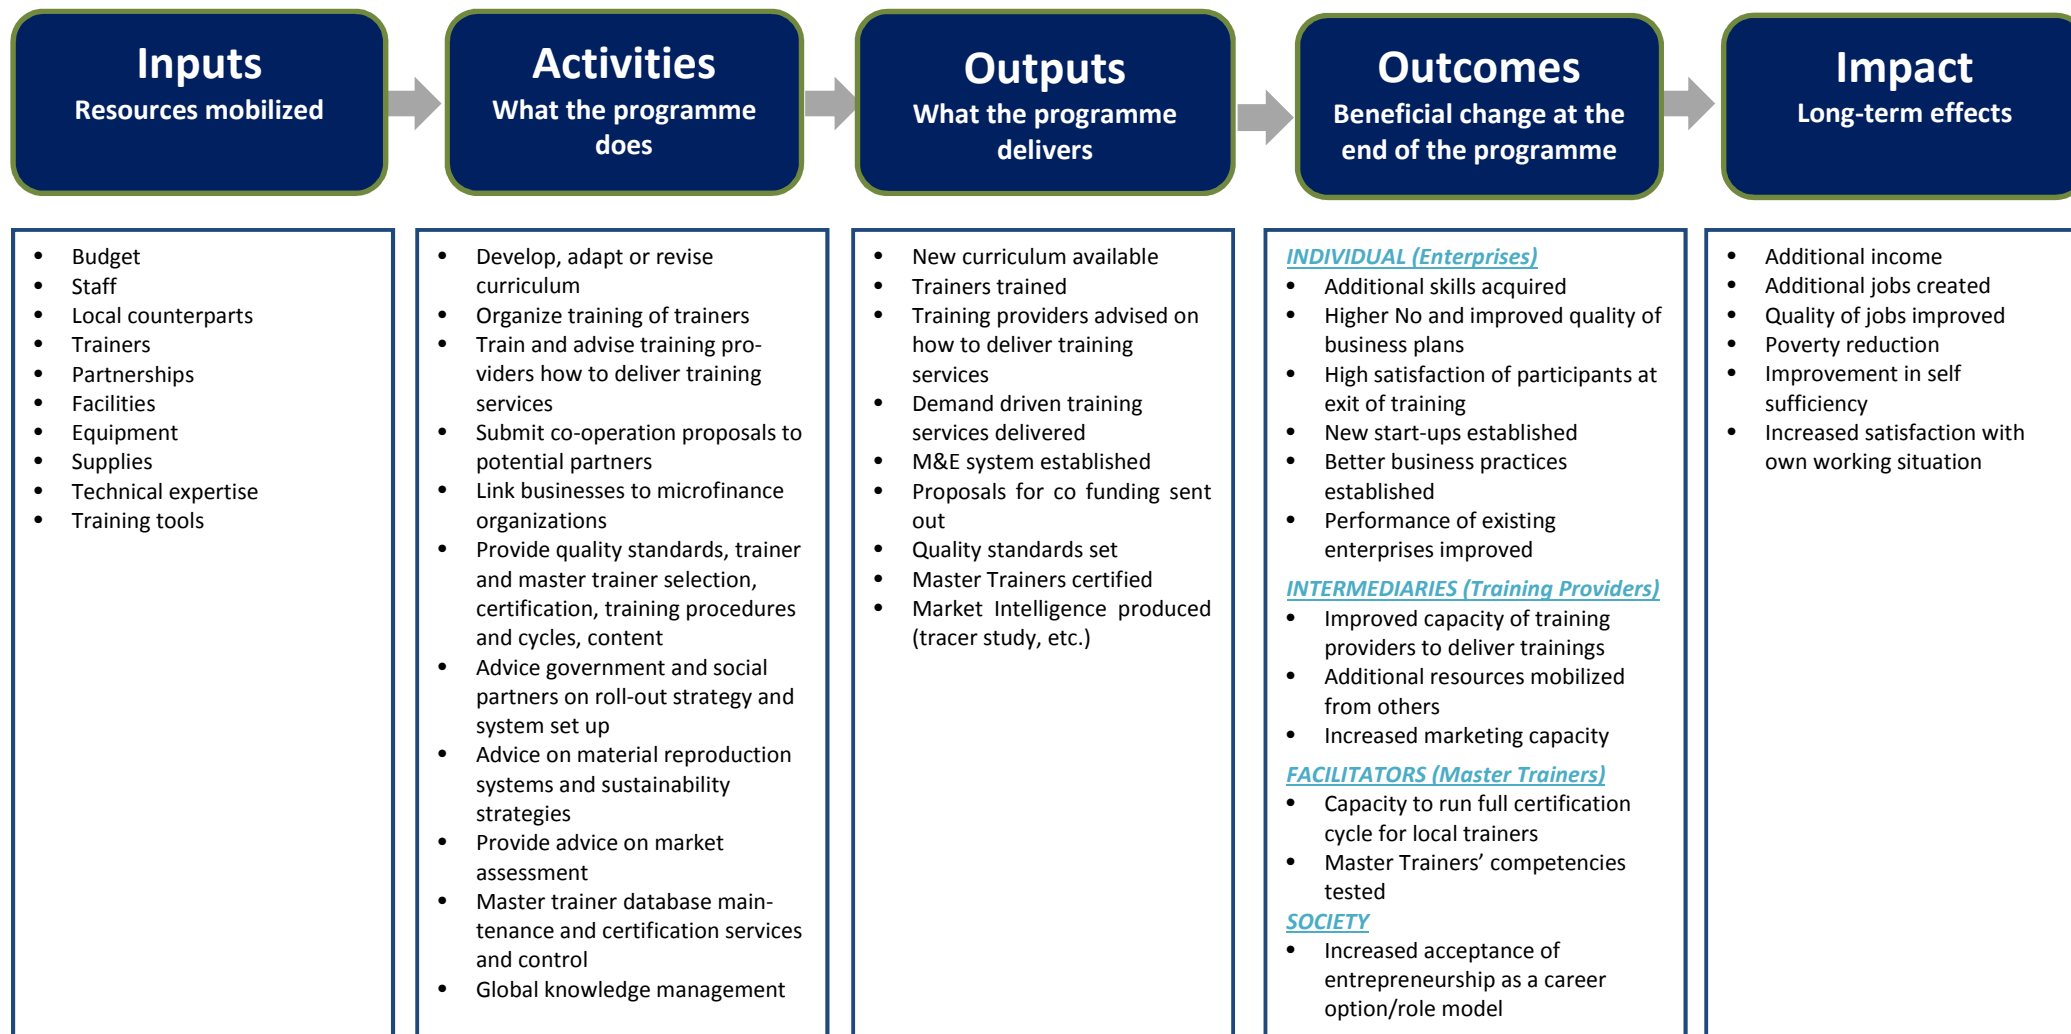 Inputs
Resources mobilized
Activities
What the programme
does
Outputs
What the programme
delivers
Outcomes
Beneficial change at the
end of the programme
Impact
Long-term effects
• Budget
• Staff
• Local counterparts
• Trainers
• Partnerships
• Facilities
• Equipment
• Supplies
• Technical expertise
• Training tools
• Develop, adapt or revise
curriculum
• Organize training of trainers
• Train and advise training pro-
viders how to deliver training
services
• Submit co-operation proposals to
potential partners
• Link businesses to microfinance
organizations
• Provide quality standards, trainer
and master trainer selection,
certification, training procedures
and cycles, content
• Advice government and social
partners on roll-out strategy and
system set up
• Advice on material reproduction
systems and sustainability
strategies
• Provide advice on market
assessment
• Master trainer database main-
tenance and certification services
and control
• Global knowledge management
• New curriculum available
• Trainers trained
• Training providers advised on
how to deliver training
services
• Demand driven training
services delivered
• M&E system established
• Proposals for co funding sent
out
• Quality standards set
• Master Trainers certified
• Market Intelligence produced
(tracer study, etc.)
INDIVIDUAL (Enterprises)
• Additional skills acquired
• Higher No and improved quality of
business plans
• High satisfaction of participants at
exit of training
• New start-ups established
• Better business practices
established
• Performance of existing
enterprises improved
INTERMEDIARIES (Training Providers)
• Improved capacity of training
providers to deliver trainings
• Additional resources mobilized
from others
• Increased marketing capacity
FACILITATORS (Master Trainers)
• Capacity to run full certification
cycle for local trainers
• Master Trainers’ competencies
tested
SOCIETY
• Increased acceptance of
entrepreneurship as a career
option/role model
• Additional income
• Additional jobs created
• Quality of jobs improved
• Poverty reduction
• Improvement in self
sufficiency
• Increased satisfaction with
own working situation